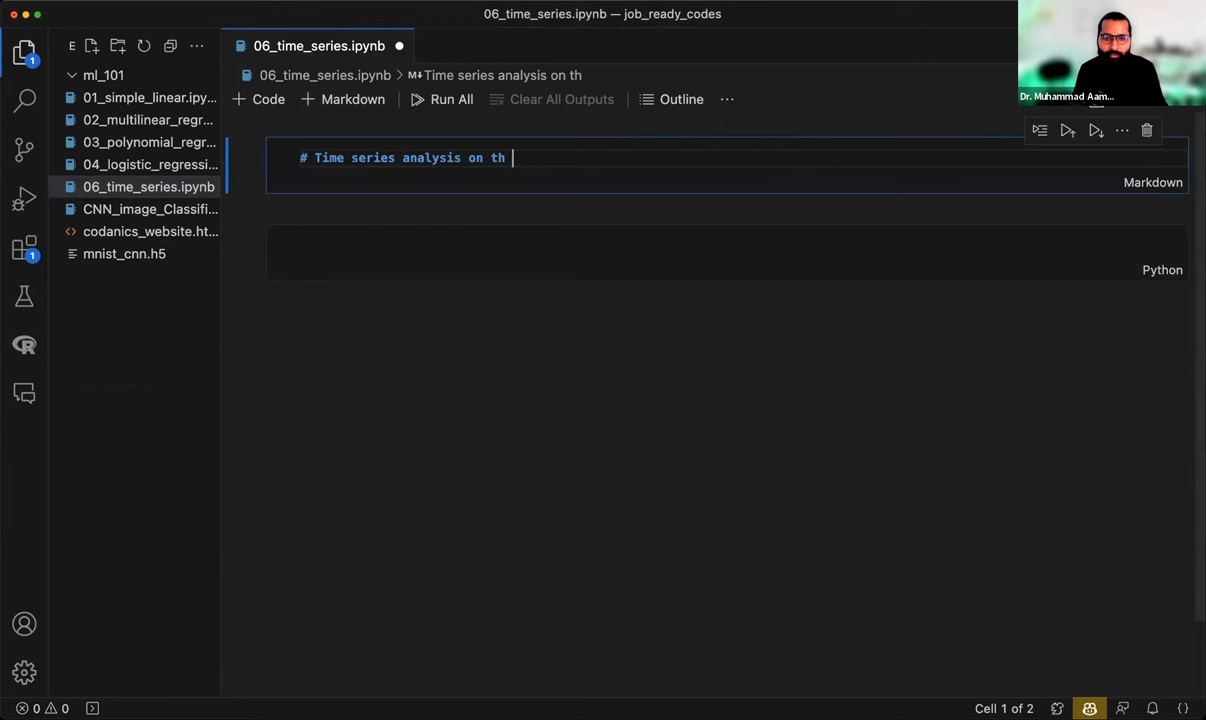 06_time_series.ipynb — job_ready_codes
E
06_time_series.ipynb
ml_101
01_simple_linear.ipy...
02_multilinear_regr...
03_polynomial_regr...
04_logistic_regressi...
06_time_series.ipynb
CNN_image_Classifi...
codanics_website.ht...
mnist_cnn.h5
1
1
06_time_series.ipynb > M↓ Time series analysis on th
+ Code + Markdown Run All Clear All Outputs Outline ...
# Time series analysis on th
Markdown
Python
Dr. Muhammad Aam...
0 0
Cell 1 of 2